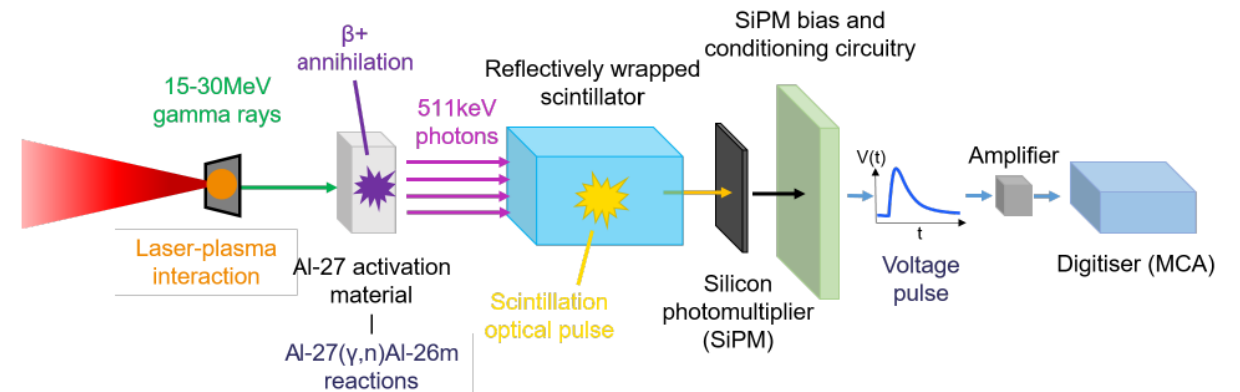 15-30MeV
gamma rays
Laser-plasma
interaction
β+
annihilation
Al-27 activation
material
Al-27(γ,n)Al-26m
reactions
511keV
photons
Reflectively wrapped
scintillator
Scintillation
optical pulse
Silicon
photomultiplier
(SiPM)
SiPM bias and
conditioning circuitry
V(t)
t
Voltage
pulse
Amplifier
Digitiser (MCA)